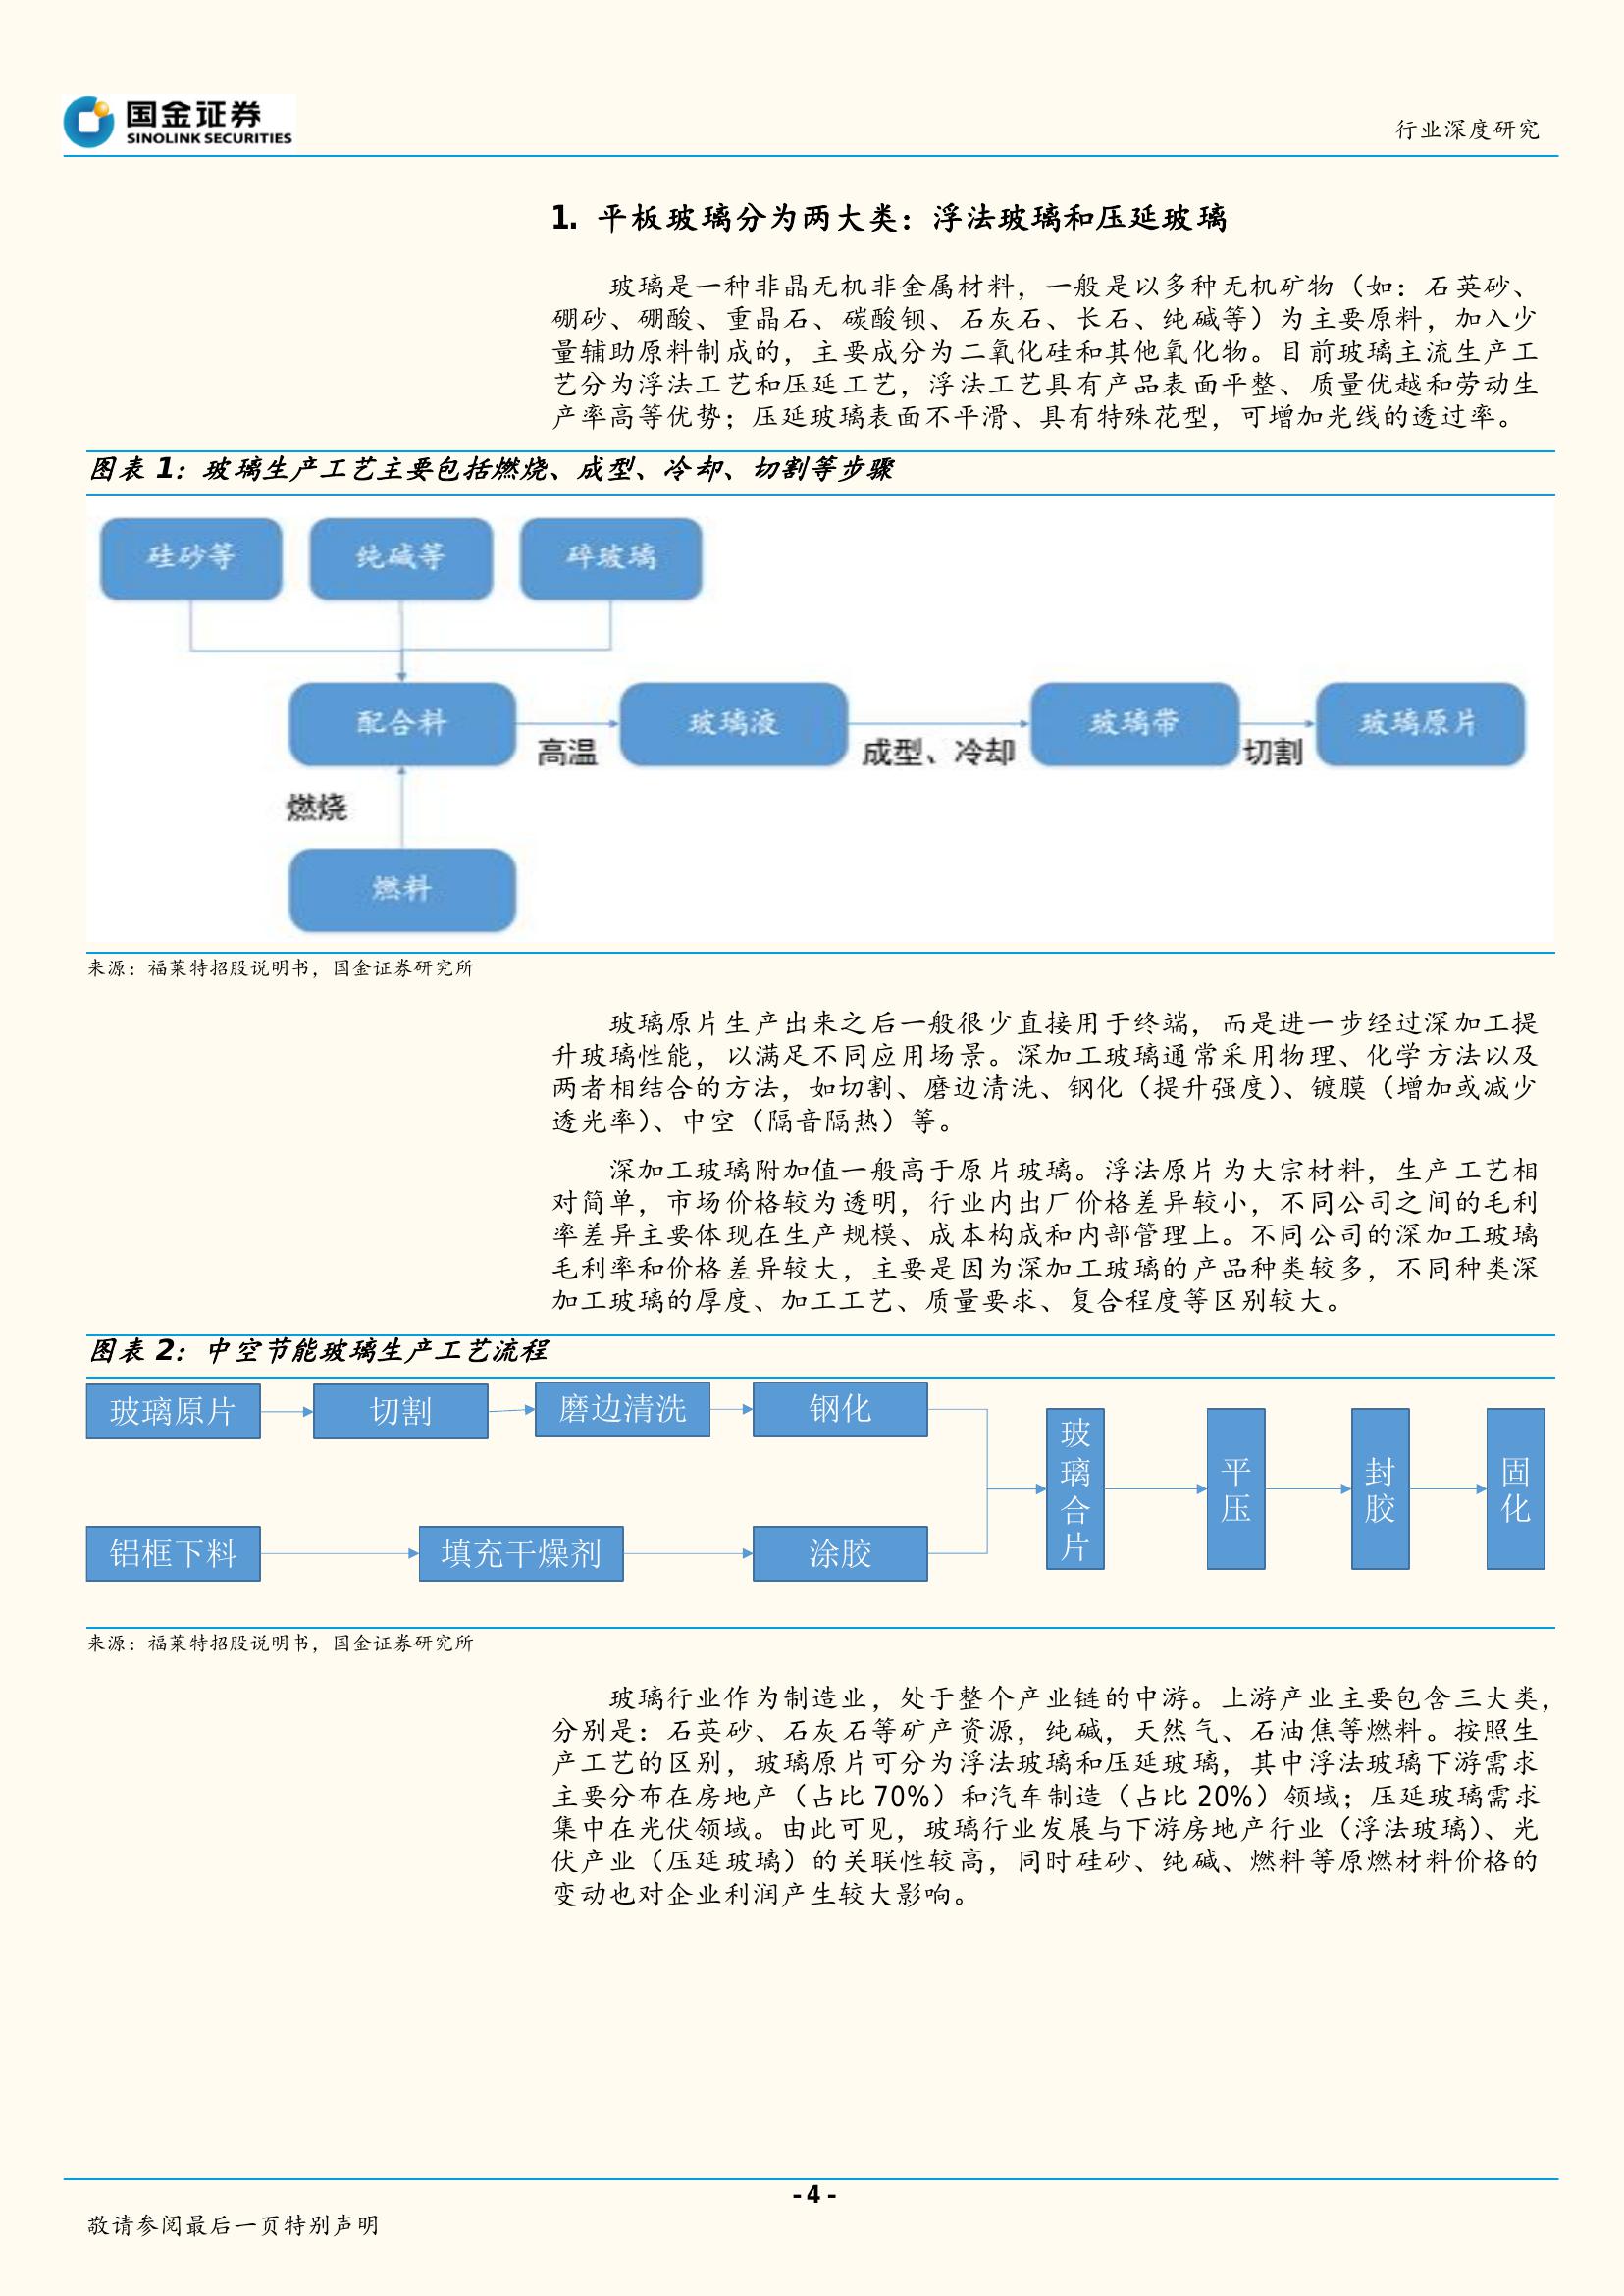 国金证券
SINOLINK SECURITIES
行业深度研究
1. 平板玻璃分为两大类：浮法玻璃和压延玻璃
玻璃是一种非晶无机非金属材料，一般是以多种无机矿物（如：石英砂、
硼砂、硼酸、重晶石、碳酸钡、石灰石、长石、纯碱等）为主要原料，加入少
量辅助原料制成的，主要成分为二氧化硅和其他氧化物。目前玻璃主流生产工
艺分为浮法工艺和压延工艺，浮法工艺具有产品表面平整、质量优越和劳动生
产率高等优势；压延玻璃表面不平滑、具有特殊花型，可增加光线的透过率。
图表 1：玻璃生产工艺主要包括燃烧、成型、冷却、切割等步骤
硅砂等
纯碱等
碎玻璃
配合料
高温
玻璃液
成型、冷却
玻璃带
切割
玻璃原片
燃烧
燃料
来源：福莱特招股说明书，国金证券研究所
玻璃原片生产出来之后一般很少直接用于终端，而是进一步经过深加工提
升玻璃性能，以满足不同应用场景。深加工玻璃通常采用物理、化学方法以及
两者相结合的方法，如切割、磨边清洗、钢化（提升强度）、镀膜（增加或减少
透光率）、中空（隔音隔热）等。
深加工玻璃附加值一般高于原片玻璃。浮法原片为大宗材料，生产工艺相
对简单，市场价格较为透明，行业内出厂价格差异较小，不同公司之间的毛利
率差异主要体现在生产规模、成本构成和内部管理上。不同公司的深加工玻璃
毛利率和价格差异较大，主要是因为深加工玻璃的产品种类较多，不同种类深
加工玻璃的厚度、加工工艺、质量要求、复合程度等区别较大。
图表 2：中空节能玻璃生产工艺流程
玻璃原片
切割
磨边清洗
钢化
铝框下料
填充干燥剂
涂胶
玻璃合片
平压
封胶
固化
来源：福莱特招股说明书，国金证券研究所
玻璃行业作为制造业，处于整个产业链的中游。上游产业主要包含三大类，
分别是：石英砂、石灰石等矿产资源，纯碱，天然气、石油焦等燃料。按照生
产工艺的区别，玻璃原片可分为浮法玻璃和压延玻璃，其中浮法玻璃下游需求
主要分布在房地产（占比 70%）和汽车制造（占比 20%）领域；压延玻璃需求
集中在光伏领域。由此可见，玻璃行业发展与下游房地产行业（浮法玻璃）、光
伏产业（压延玻璃）的关联性较高，同时硅砂、纯碱、燃料等原燃材料价格的
变动也对企业利润产生较大影响。
- 4 -
敬请参阅最后一页特别声明